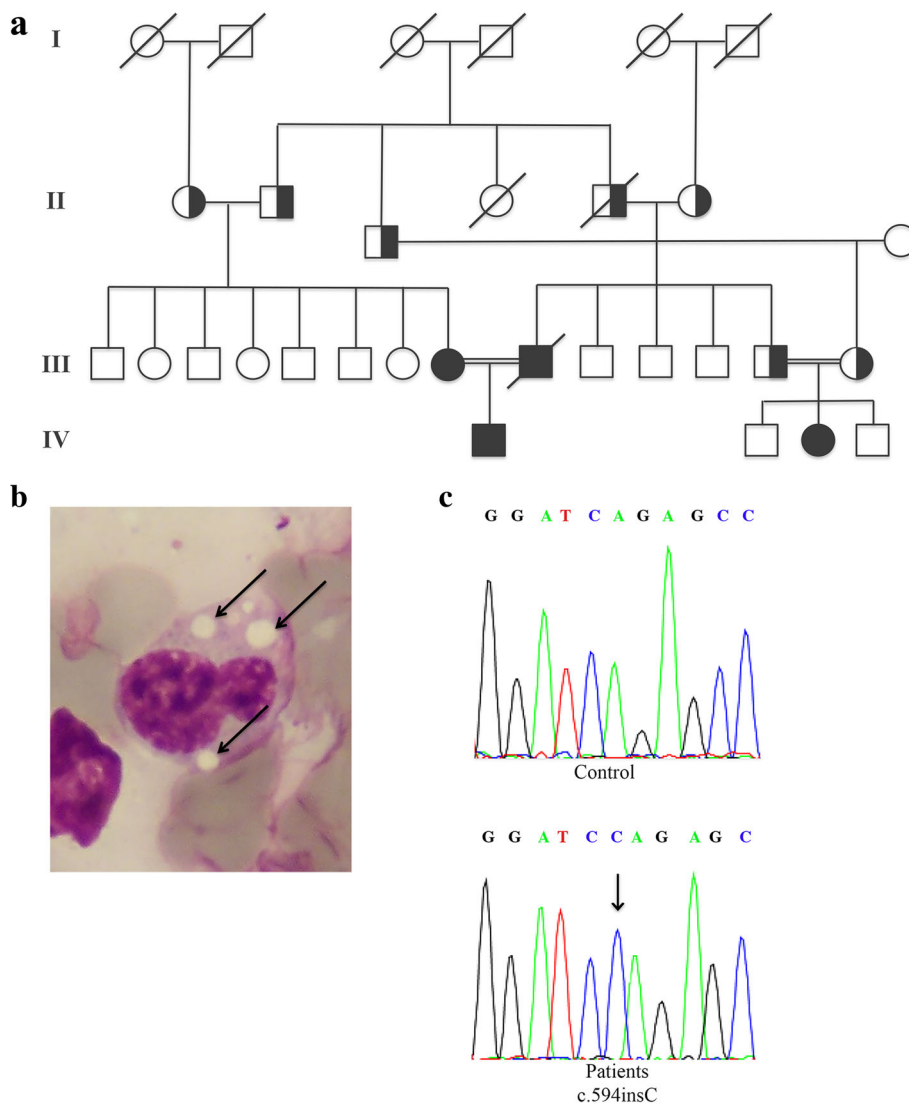 a
I
II
III
IV
b
c
G G A T C A G A G C C
Control
G G A T C C A G A G C
Patients
c.594insC